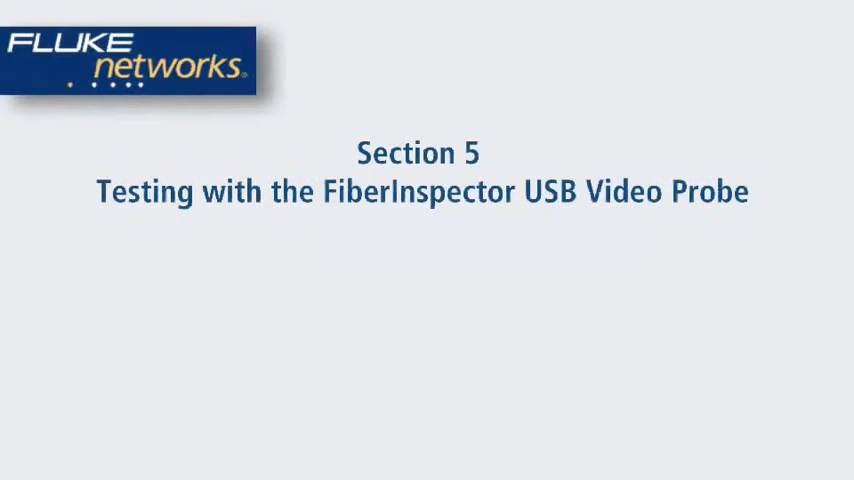 FLUKE
networks®
Section 5
Testing with the FiberInspector USB Video Probe